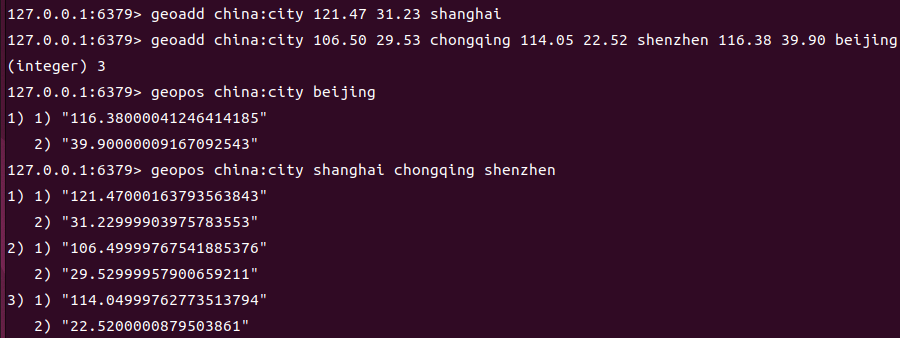 127.0.0.1:6379> geoadd china:city 121.47 31.23 shanghai
127.0.0.1:6379> geoadd china:city 106.50 29.53 chongqing 114.05 22.52 shenzhen 116.38 39.90 beijing
(integer) 3
127.0.0.1:6379> geopos china:city beijing
1) 1) "116.38000041246414185"
   2) "39.90000009167092543"
127.0.0.1:6379> geopos china:city shanghai chongqing shenzhen
1) 1) "121.47000163793563843"
   2) "31.22999903975783553"
2) 1) "106.49999767541885376"
   2) "29.52999957900659211"
3) 1) "114.04999762773513794"
   2) "22.5200000879503861"